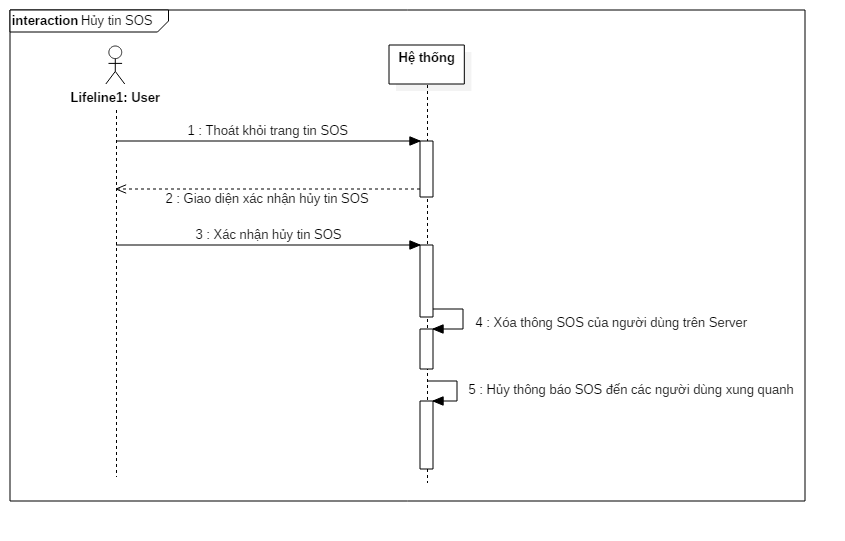 interaction Hủy tin SOS
Hệ thống
Lifeline1: User
1 : Thoát khỏi trang tin SOS
2 : Giao diện xác nhận hủy tin SOS
3 : Xác nhận hủy tin SOS
4 : Xóa thông SOS của người dùng trên Server
5 : Hủy thông báo SOS đến các người dùng xung quanh